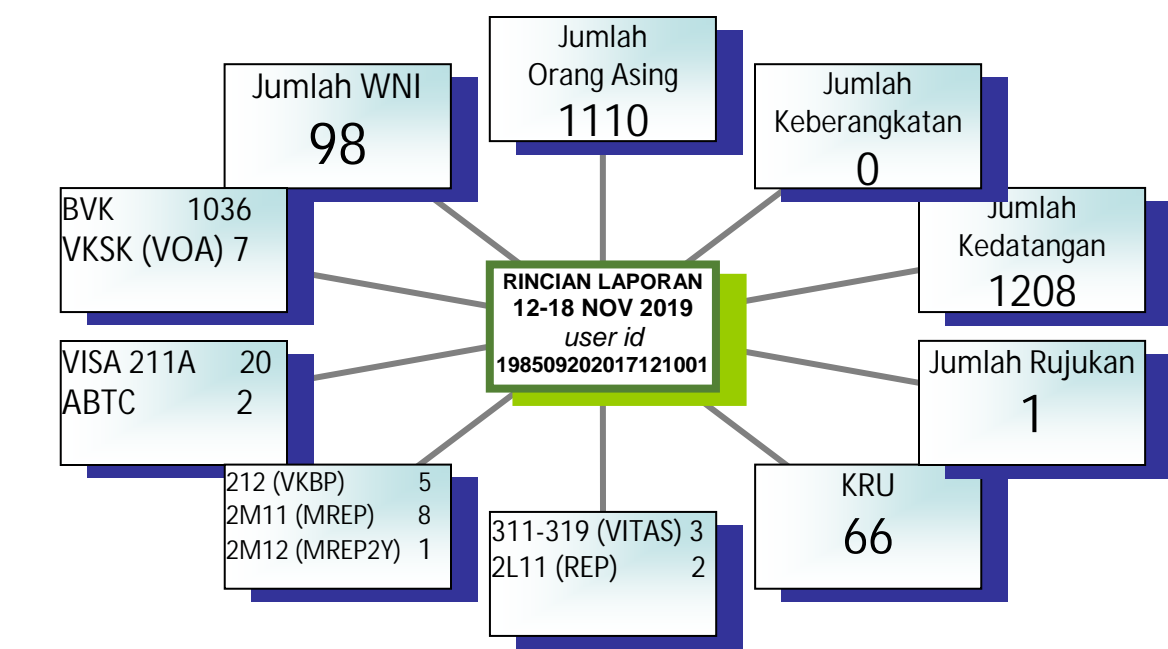 Jumlah
Orang Asing
1110
Jumlah WNI
98
Jumlah
Keberangkatan
0
BVK 1036
VKSK (VOA) 7
Jumlah
Kedatangan
1208
RINCIAN LAPORAN
12-18 NOV 2019
user id
198509202017121001
VISA 211A 20
ABTC 2
Jumlah Rujukan
1
212 (VKBP) 5
2M11 (MREP) 8
2M12 (MREP2Y) 1
311-319 (VITAS) 3
2L11 (REP) 2
KRU
66